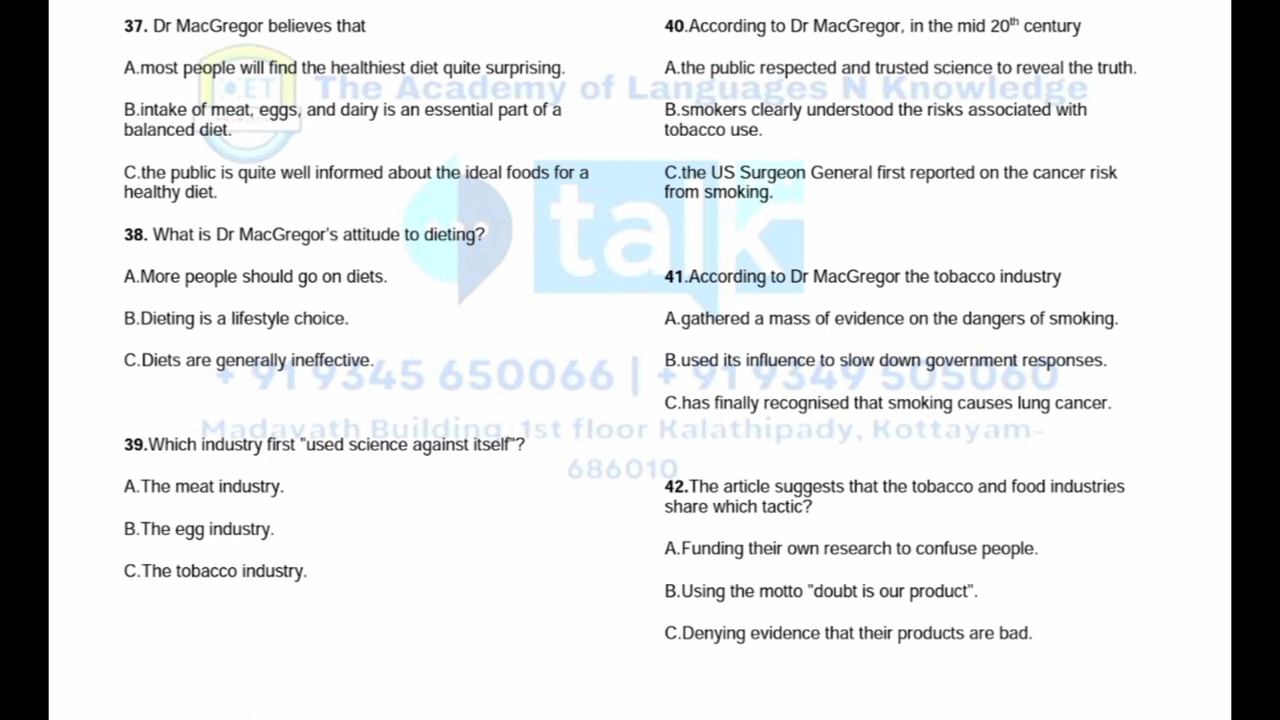 37. Dr MacGregor believes that
A.most people will find the healthiest diet quite surprising.
B.intake of meat, eggs, and dairy is an essential part of a
balanced diet.
C.the public is quite well informed about the ideal foods for a
healthy diet.
38. What is Dr MacGregor's attitude to dieting?
A.More people should go on diets.
B.Dieting is a lifestyle choice.
C.Diets are generally ineffective.
39.Which industry first "used science against itself"?
A.The meat industry.
B.The egg industry.
C.The tobacco industry.
40.According to Dr MacGregor, in the mid 20th century
A.the public respected and trusted science to reveal the truth.
B.smokers clearly understood the risks associated with
tobacco use.
C.the US Surgeon General first reported on the cancer risk
from smoking.
41.According to Dr MacGregor the tobacco industry
A.gathered a mass of evidence on the dangers of smoking.
B.used its influence to slow down government responses.
C.has finally recognised that smoking causes lung cancer.
42.The article suggests that the tobacco and food industries
share which tactic?
A.Funding their own research to confuse people.
B.Using the motto "doubt is our product".
C.Denying evidence that their products are bad.
OET
The Academy of Languages N Knowledge
talk
+ 91 9345 650066 | + 91 9349 505060
Madavath Building, 1st floor Kalathipady, Kottayam-
686010